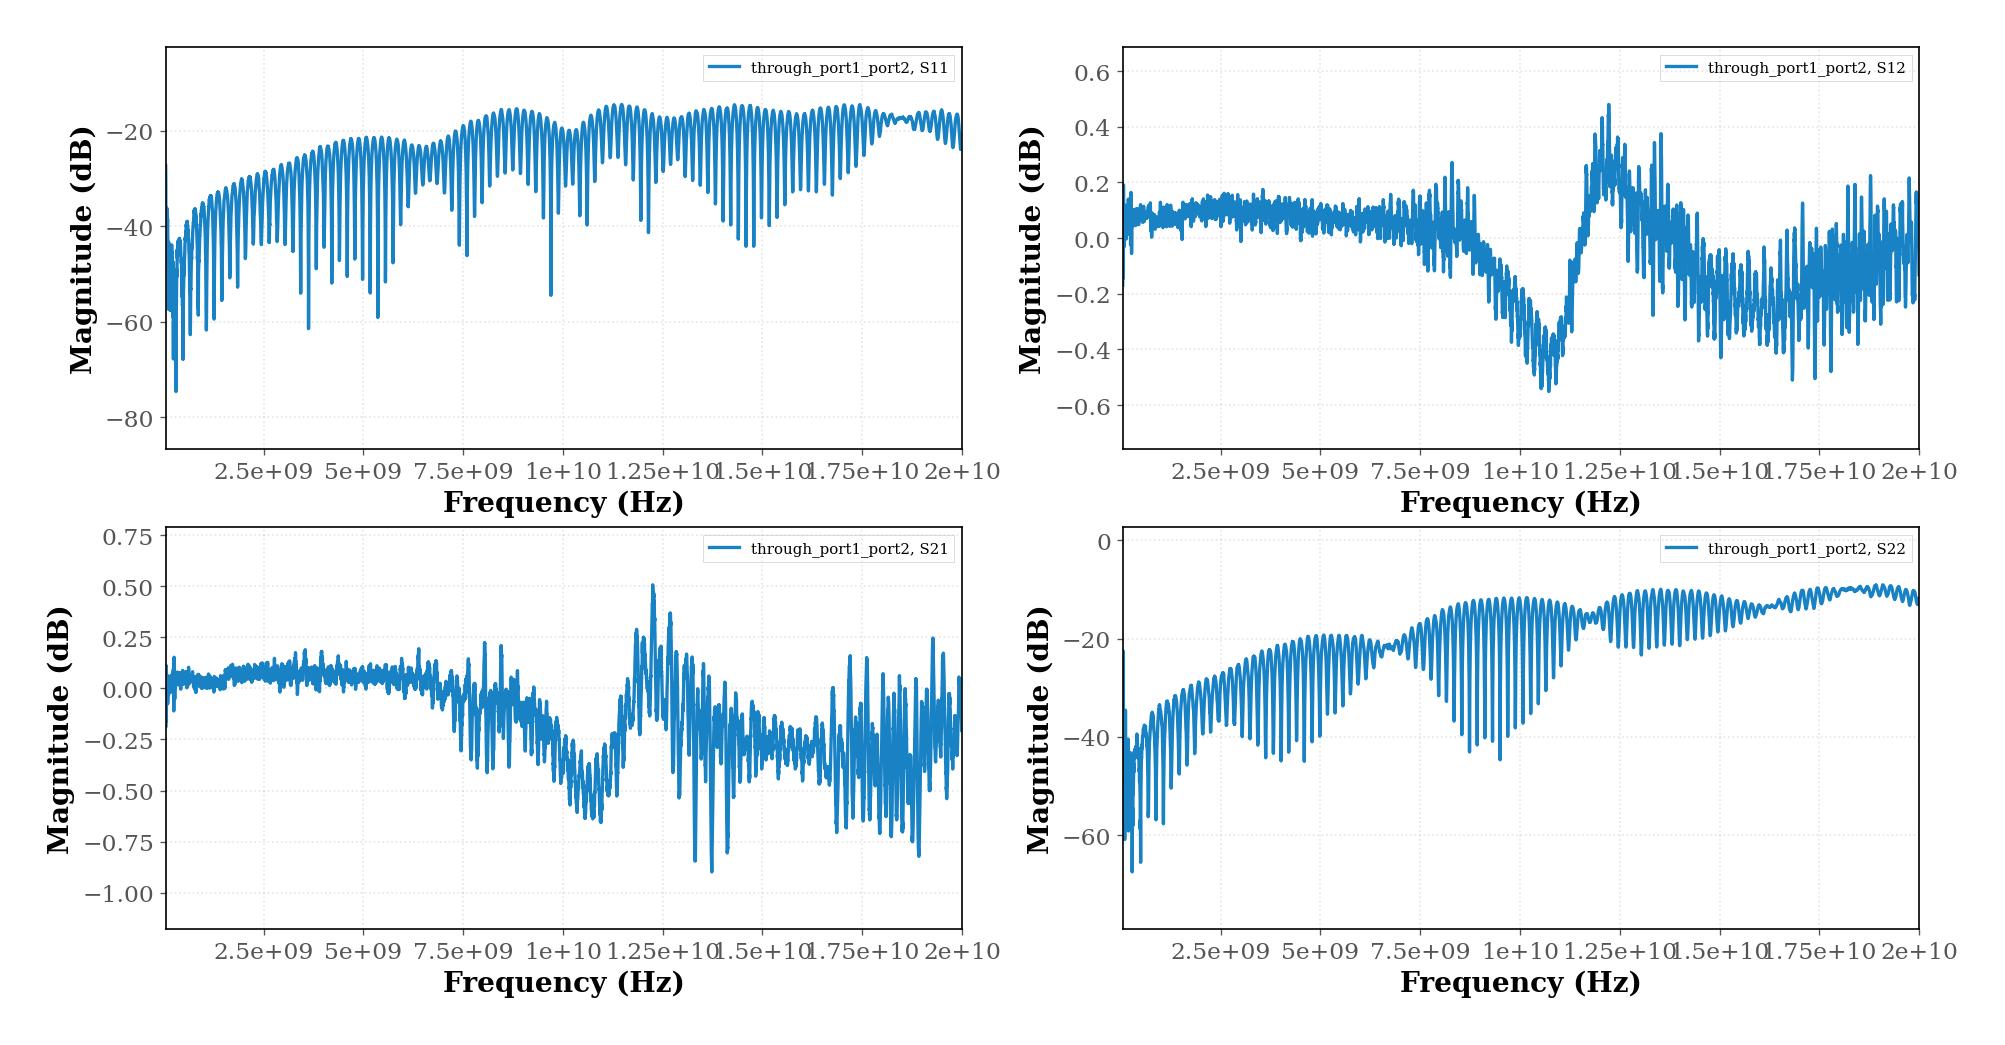 through_port1_port2, S11
−20
−40
−60
−80
Magnitude (dB)
2.5e+09 5e+09 7.5e+09 1e+10 1.25e+10 1.5e+10 1.75e+10 2e+10
Frequency (Hz)
through_port1_port2, S12
0.6
0.4
0.2
0.0
−0.2
−0.4
−0.6
Magnitude (dB)
2.5e+09 5e+09 7.5e+09 1e+10 1.25e+10 1.5e+10 1.75e+10 2e+10
Frequency (Hz)
through_port1_port2, S21
0.75
0.50
0.25
0.00
−0.25
−0.50
−0.75
−1.00
Magnitude (dB)
2.5e+09 5e+09 7.5e+09 1e+10 1.25e+10 1.5e+10 1.75e+10 2e+10
Frequency (Hz)
through_port1_port2, S22
0
−20
−40
−60
Magnitude (dB)
2.5e+09 5e+09 7.5e+09 1e+10 1.25e+10 1.5e+10 1.75e+10 2e+10
Frequency (Hz)